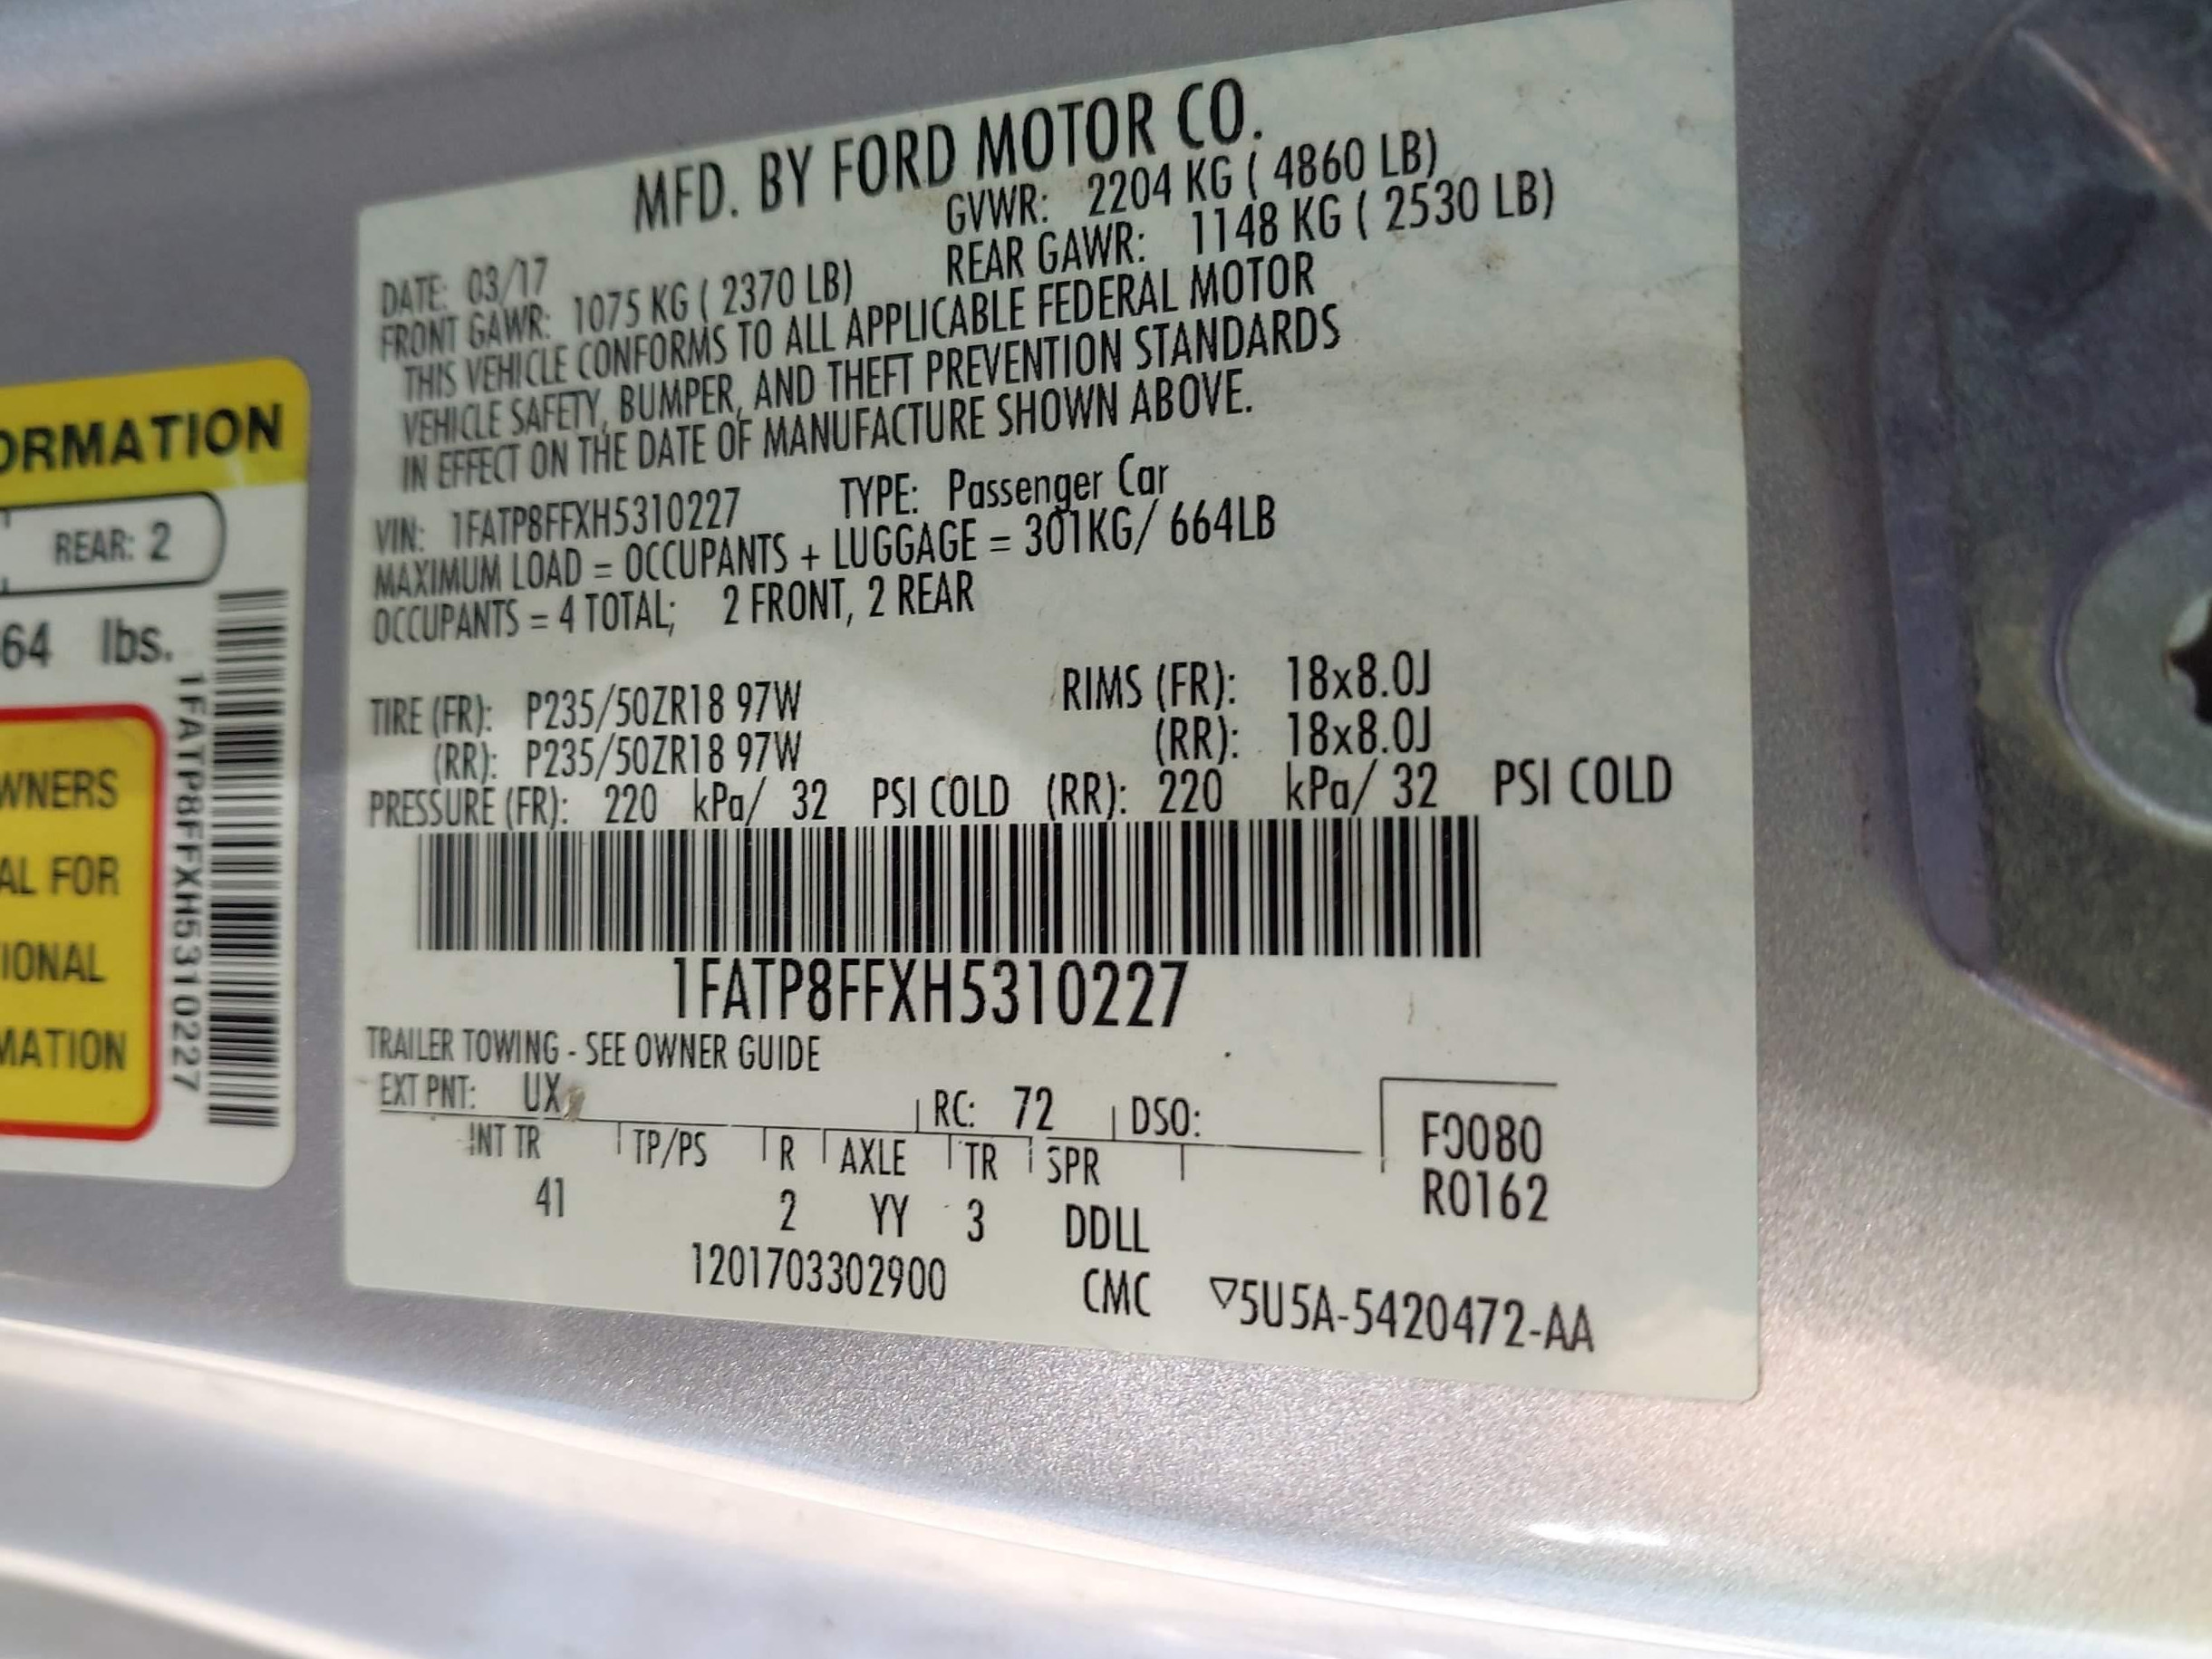 MFD. BY FORD MOTOR CO.
DATE: 03/17 GVWR: 2204 KG ( 4860 LB)
FRONT GAWR: 1075 KG ( 2370 LB) REAR GAWR: 1148 KG ( 2530 LB)
THIS VEHICLE CONFORMS TO ALL APPLICABLE FEDERAL MOTOR
VEHICLE SAFETY, BUMPER, AND THEFT PREVENTION STANDARDS
IN EFFECT ON THE DATE OF MANUFACTURE SHOWN ABOVE.
VIN: 1FATP8FFXH5310227 TYPE: Passenger Car
MAXIMUM LOAD = OCCUPANTS + LUGGAGE = 301KG/ 664LB
OCCUPANTS = 4 TOTAL; 2 FRONT, 2 REAR
TIRE (FR): P235/50ZR18 97W RIMS (FR): 18x8.0J
(RR): P235/50ZR18 97W (RR): 18x8.0J
PRESSURE (FR): 220 kPa/ 32 PSI COLD (RR): 220 kPa/ 32 PSI COLD
1FATP8FFXH5310227
TRAILER TOWING - SEE OWNER GUIDE
EXT PNT: UX RC: 72 DSO:
INT TR TP/PS R AXLE TR SPR
41 2 YY 3 DDLL
F0080
R0162
1201703302900 CMC ▽5U5A-5420472-AA
ORMATION
REAR: 2
64 lbs.
1FATP8FFXH5310227
WNERS
AL FOR
IONAL
MATION